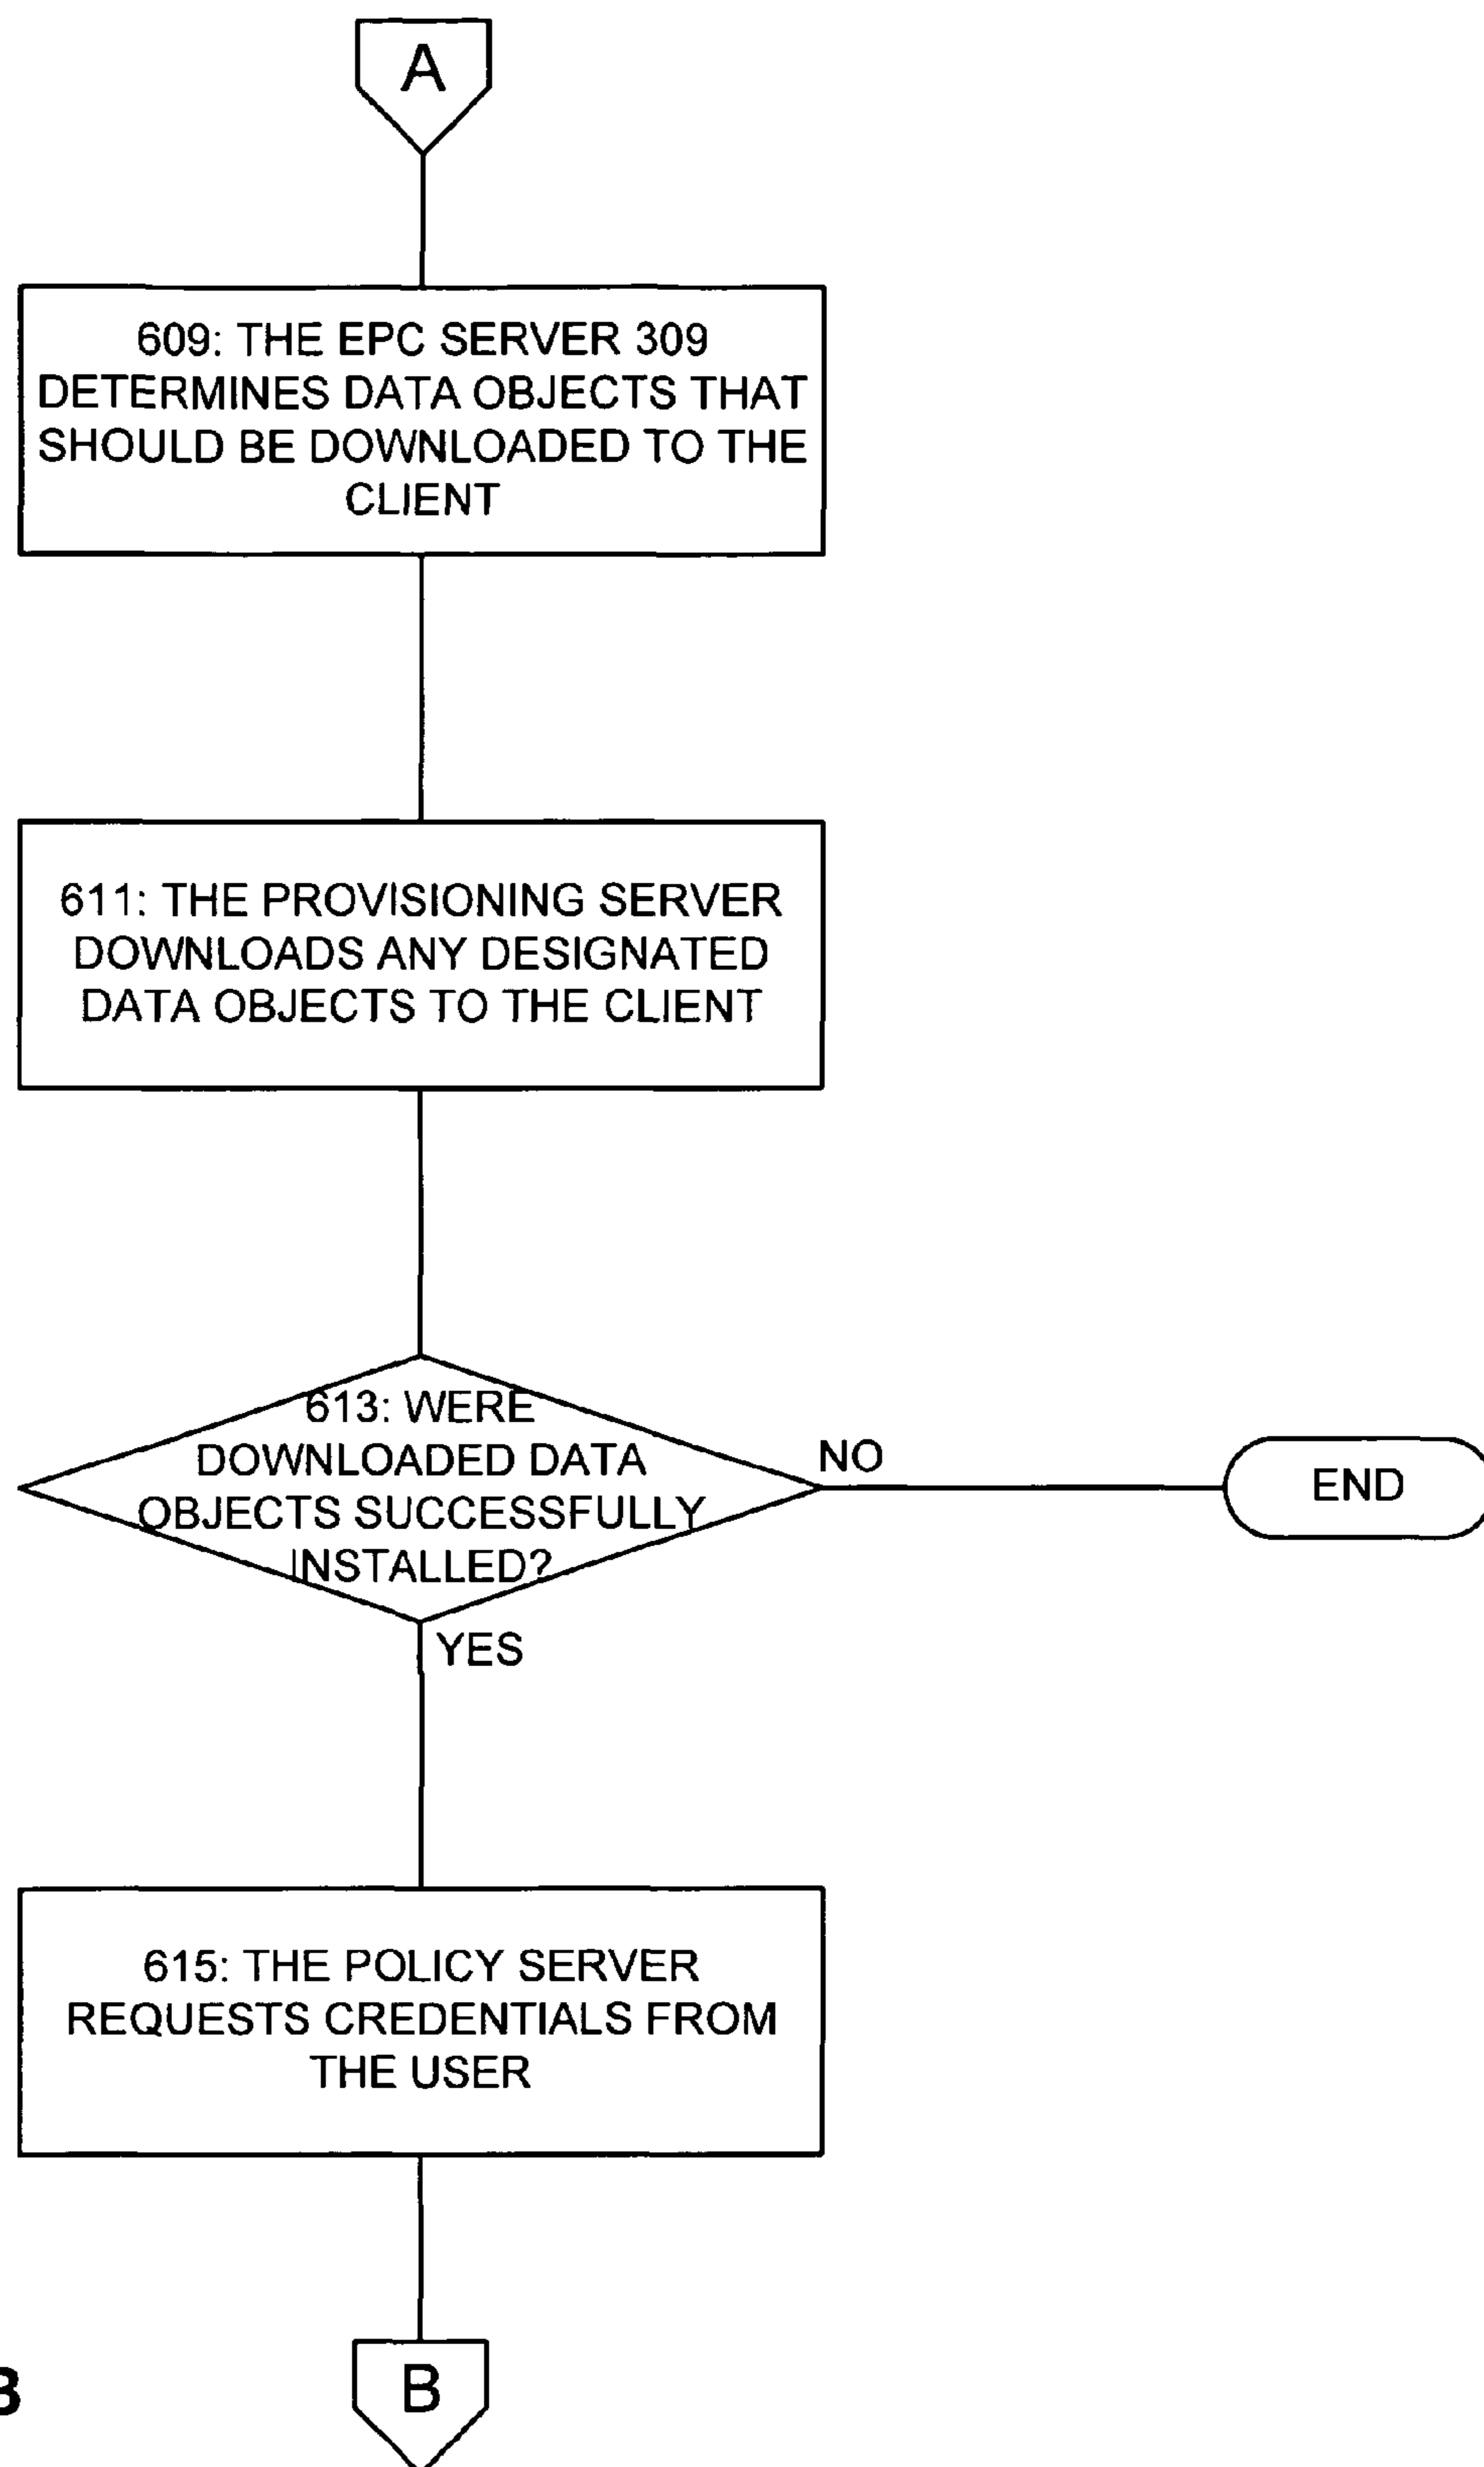 A
609: THE EPC SERVER 309
DETERMINES DATA OBJECTS THAT
SHOULD BE DOWNLOADED TO THE
CLIENT
611: THE PROVISIONING SERVER
DOWNLOADS ANY DESIGNATED
DATA OBJECTS TO THE CLIENT
613: WERE
DOWNLOADED DATA
OBJECTS SUCCESSFULLY
INSTALLED?
NO
END
YES
615: THE POLICY SERVER
REQUESTS CREDENTIALS FROM
THE USER
B